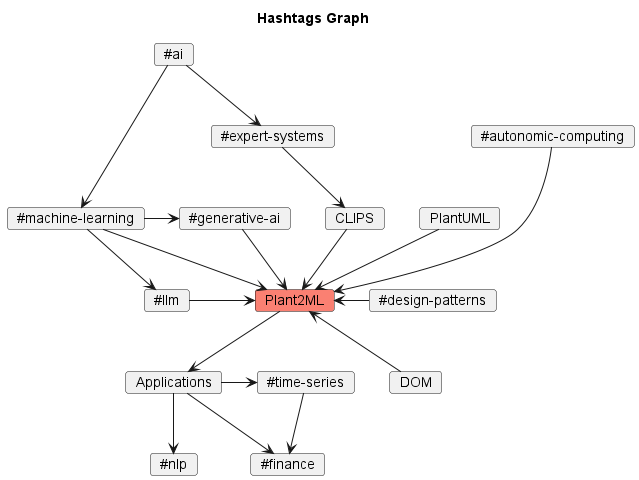 Hashtags Graph
#ai
#expert-systems
#autonomic-computing
#machine-learning
#generative-ai
CLIPS
PlantUML
#llm
Plant2ML
#design-patterns
Applications
#time-series
DOM
#nlp
#finance